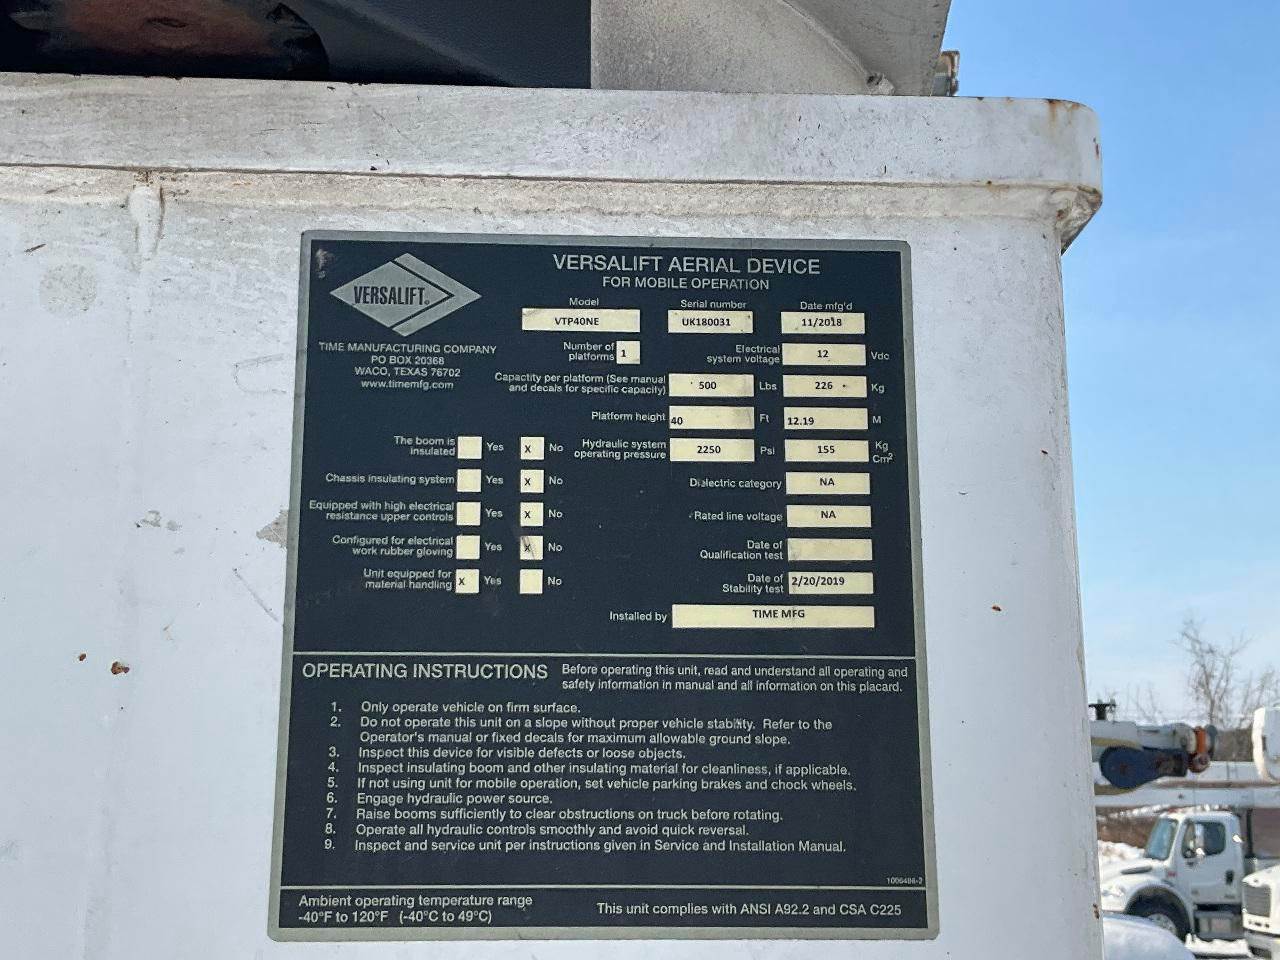 VERSALIFT®
TIME MANUFACTURING COMPANY
PO BOX 20368
WACO, TEXAS 76702
www.timemfg.com
VERSALIFT AERIAL DEVICE
FOR MOBILE OPERATION
Model Serial number Date mfg'd
VTP40NE UK180031 11/2018
Number of platforms 1 Electrical system voltage 12 Vdc
Capactity per platform (See manual and decals for specific capacity) 500 Lbs 226 Kg
Platform height 40 Ft 12.19 M
The boom is insulated Yes X No Hydraulic system operating pressure 2250 Psi 155 Kg Cm²
Chassis insulating system Yes X No Dielectric category NA
Equipped with high electrical resistance upper controls Yes X No Rated line voltage NA
Configured for electrical work rubber gloving Yes X No Date of Qualification test
Unit equipped for material handling X Yes No Date of Stability test 2/20/2019
Installed by TIME MFG
OPERATING INSTRUCTIONS Before operating this unit, read and understand all operating and
safety information in manual and all information on this placard.
1. Only operate vehicle on firm surface.
2. Do not operate this unit on a slope without proper vehicle stability. Refer to the
Operator's manual or fixed decals for maximum allowable ground slope.
3. Inspect this device for visible defects or loose objects.
4. Inspect insulating boom and other insulating material for cleanliness, if applicable.
5. If not using unit for mobile operation, set vehicle parking brakes and chock wheels.
6. Engage hydraulic power source.
7. Raise booms sufficiently to clear obstructions on truck before rotating.
8. Operate all hydraulic controls smoothly and avoid quick reversal.
9. Inspect and service unit per instructions given in Service and Installation Manual.
1006486-2
Ambient operating temperature range
-40°F to 120°F (-40°C to 49°C)
This unit complies with ANSI A92.2 and CSA C225